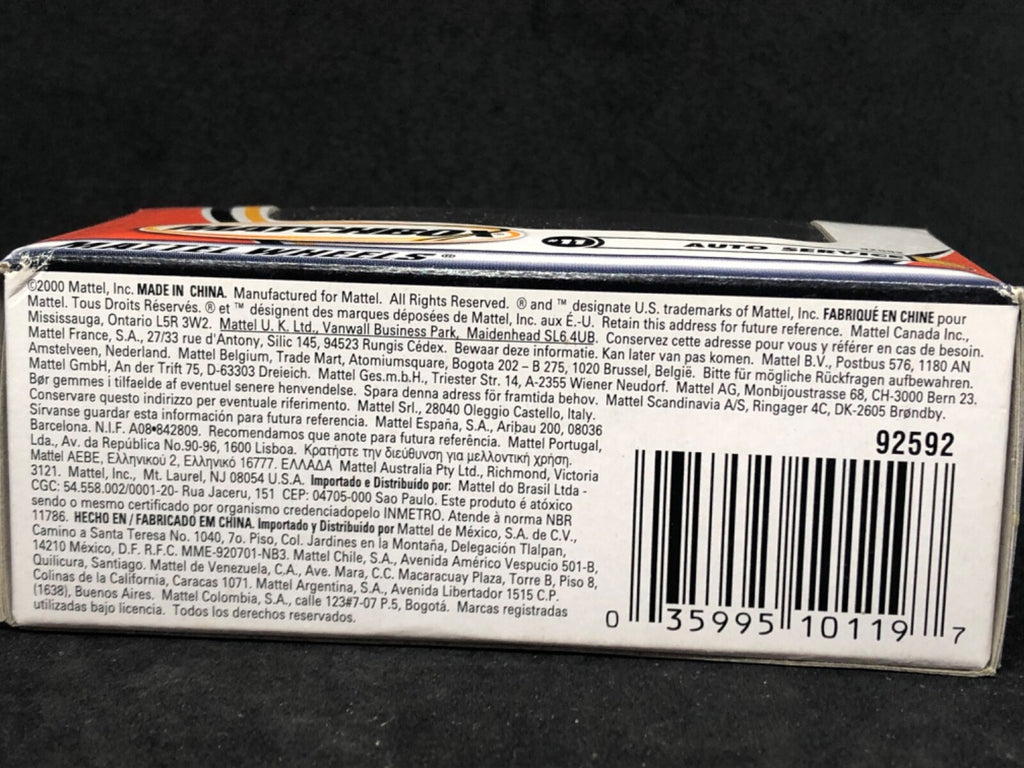 MATCHBOX
11
AUTO SERVICE
MATTEL WHEELS®
©2000 Mattel, Inc. MADE IN CHINA. Manufactured for Mattel. All Rights Reserved. ® and ™ designate U.S. trademarks of Mattel, Inc. FABRIQUÉ EN CHINE pour
Mattel. Tous Droits Réservés. ® et ™ désignent des marques déposées de Mattel, Inc. aux É.-U. Retain this address for future reference. Mattel Canada Inc.,
Mississauga, Ontario L5R 3W2. Mattel U. K. Ltd., Vanwall Business Park, Maidenhead SL6 4UB. Conservez cette adresse pour vous y référer en cas de besoin.
Mattel France, S.A., 27/33 rue d'Antony, Silic 145, 94523 Rungis Cédex. Bewaar deze informatie. Kan later van pas komen. Mattel B.V., Postbus 576, 1180 AN
Amstelveen, Nederland. Mattel Belgium, Trade Mart, Atomiumsquare, Bogota 202 – B 275, 1020 Brussel, België. Bitte für mögliche Rückfragen aufbewahren.
Mattel GmbH, An der Trift 75, D-63303 Dreieich. Mattel Ges.m.b.H., Triester Str. 14, A-2355 Wiener Neudorf. Mattel AG, Monbijoustrasse 68, CH-3000 Bern 23.
Bør gemmes i tilfaelde af eventuel senere henvendelse. Spara denna adress för framtida behov. Mattel Scandinavia A/S, Ringager 4C, DK-2605 Brøndby.
Conservare questo indirizzo per eventuale riferimento. Mattel Srl., 28040 Oleggio Castello, Italy.
Sírvanse guardar esta información para futura referencia. Mattel España, S.A., Aribau 200, 08036
Barcelona. N.I.F. A08•842809. Recomendamos que anote para futura referência. Mattel Portugal,
Lda., Av. da República No.90-96, 1600 Lisboa. Κρατήστε την διεύθυνση για μελλοντική χρήση.
Mattel AEBE, Ελληνικού 2, Ελληνικό 16777. ΕΛΛΑΔΑ Mattel Australia Pty Ltd., Richmond, Victoria
3121. Mattel, Inc., Mt. Laurel, NJ 08054 U.S.A. Importado e Distribuído por: Mattel do Brasil Ltda -
CGC: 54.558.002/0001-20- Rua Jaceru, 151 CEP: 04705-000 Sao Paulo. Este produto é atóxico
sendo o mesmo certificado por organismo credenciadopelo INMETRO. Atende à norma NBR
11786. HECHO EN / FABRICADO EM CHINA. Importado y Distribuido por Mattel de México, S.A. de C.V.,
Camino a Santa Teresa No. 1040, 7o. Piso, Col. Jardines en la Montaña, Delegación Tlalpan,
14210 México, D.F. R.F.C. MME-920701-NB3. Mattel Chile, S.A., Avenida Américo Vespucio 501-B,
Quilicura, Santiago. Mattel de Venezuela, C.A., Ave. Mara, C.C. Macaracuay Plaza, Torre B, Piso 8,
Colinas de la California, Caracas 1071. Mattel Argentina, S.A., Avenida Libertador 1515 C.P.
(1638), Buenos Aires. Mattel Colombia, S.A., calle 123#7-07 P.5, Bogotá. Marcas registradas
utilizadas bajo licencia. Todos los derechos reservados.
92592
0 35995 10119 7